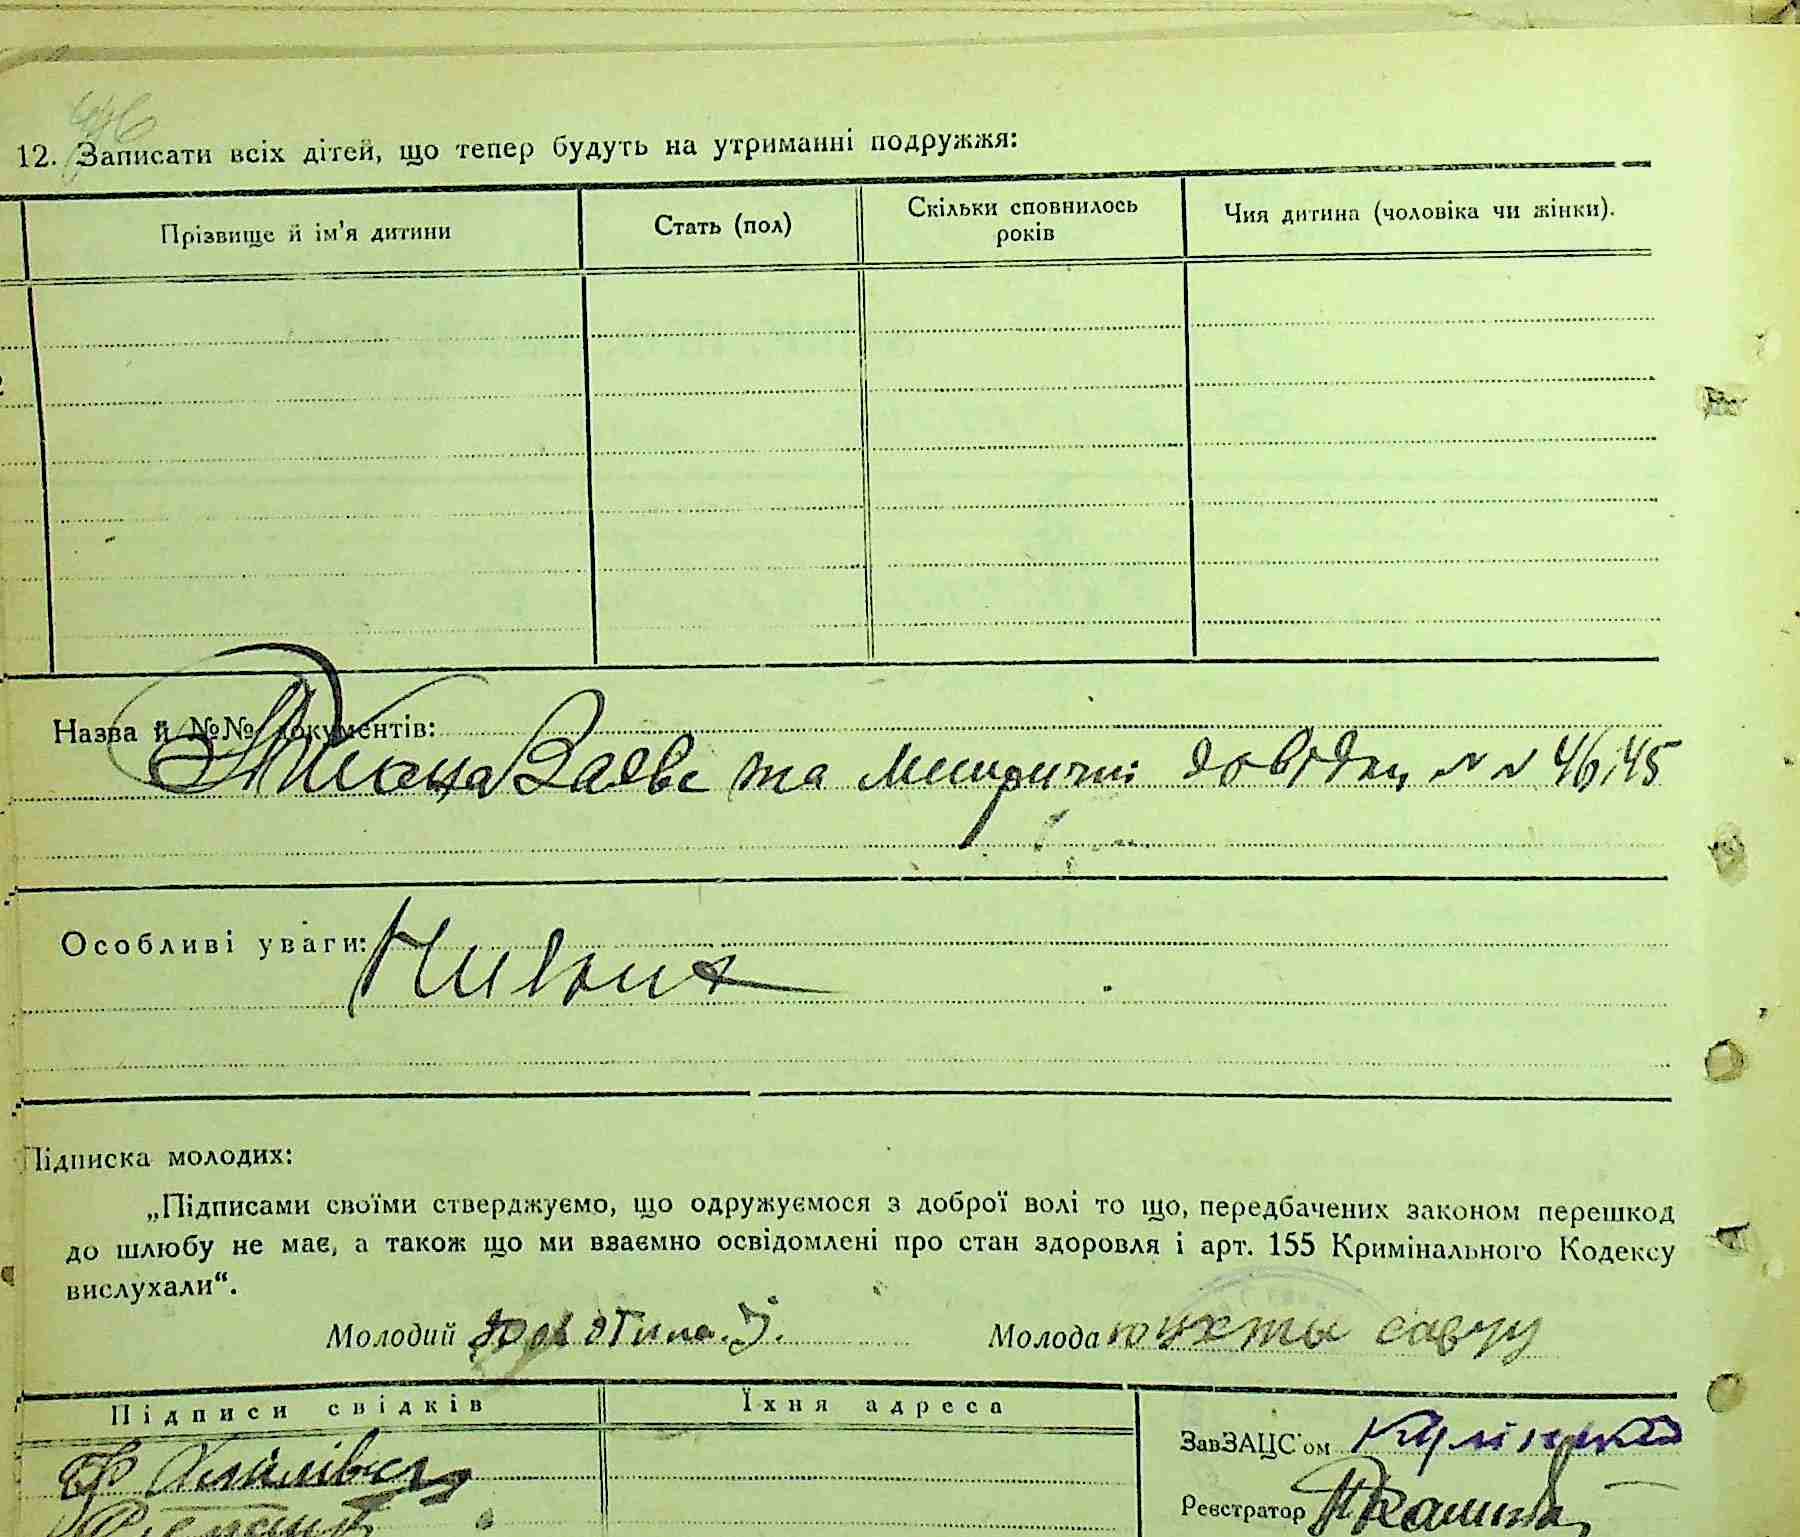 446
12. Записати всіх дітей, що тепер будуть на утриманні подружжя:
Прізвище й ім'я дитини
Стать (пол)
Скільки сповнилось
років
Чия дитина (чоловіка чи жінки).
Назва й №№ документів:
та метричні довідки N N 46,45
Особливі уваги:
Підписка молодих:
„Підписами своїми стверджуємо, що одружуємося з доброї волі то що, передбачених законом перешкод
до шлюбу не має, а також що ми взаємно освідомлені про стан здоровля і арт. 155 Кримінального Кодексу
вислухали“.
Молодий
Молода
Підписи свідків
Їхня адреса
ЗавЗАЦС'ом
Реєстратор